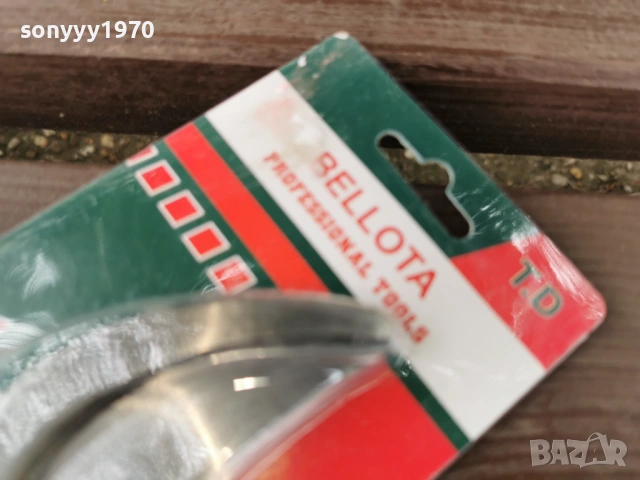 sonyyy1970
BELLOTA
PROFESSIONAL TOOLS
T.D
BAZAR